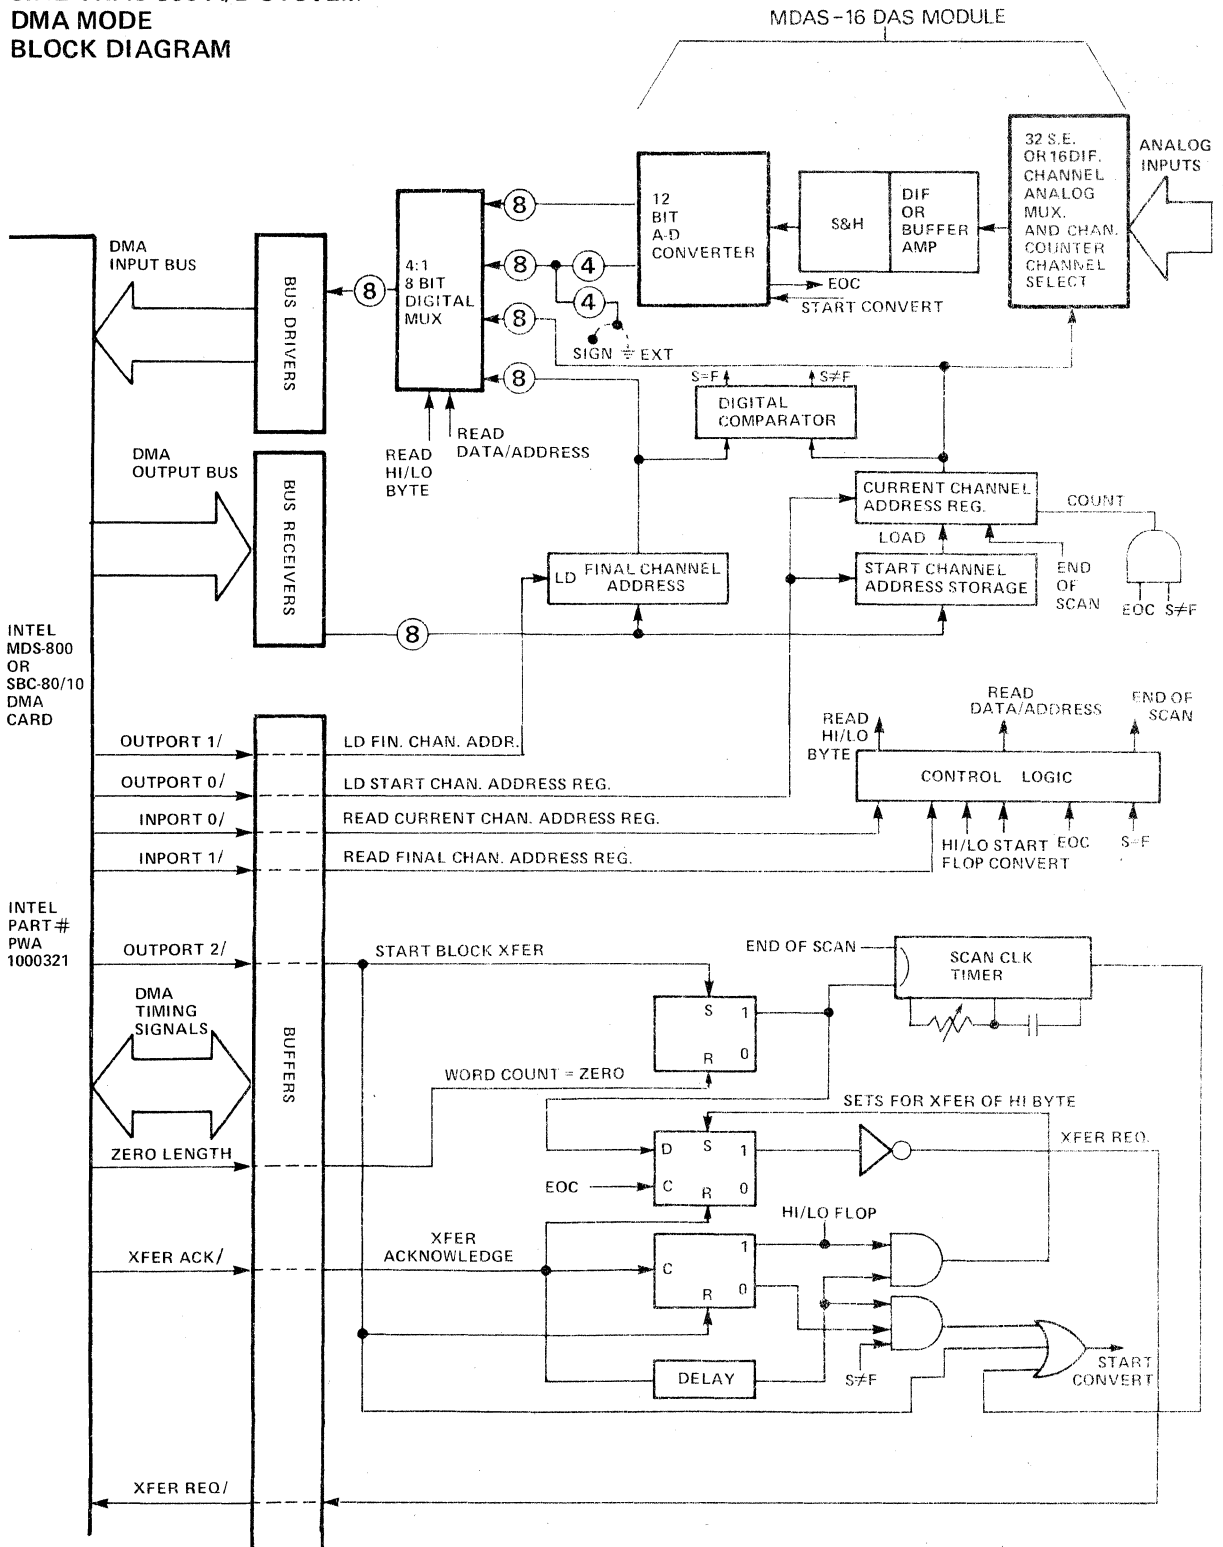 DMA MODE
BLOCK DIAGRAM
MDAS-16 DAS MODULE
32 S.E.
OR 16 DIF.
CHANNEL
ANALOG
MUX.
AND CHAN.
COUNTER
CHANNEL
SELECT
ANALOG
INPUTS
12
BIT
A-D
CONVERTER
S&H
DIF
OR
BUFFER
AMP
EOC
START CONVERT
8
8
4
4
8
8
8
4:1
8 BIT
DIGITAL
MUX
SIGN
EXT
DMA
INPUT BUS
BUS DRIVERS
READ
HI/LO
BYTE
READ
DATA/ADDRESS
S=F
S≠F
DIGITAL
COMPARATOR
DMA
OUTPUT BUS
BUS RECEIVERS
CURRENT CHANNEL
ADDRESS REG.
COUNT
LOAD
END
OF
SCAN
EOC S≠F
LD FINAL CHANNEL
ADDRESS
START CHANNEL
ADDRESS STORAGE
8
INTEL
MDS-800
OR
SBC-80/10
DMA
CARD
READ
HI/LO
BYTE
READ
DATA/ADDRESS
END OF
SCAN
CONTROL LOGIC
HI/LO
FLOP
START
CONVERT
EOC
S=F
OUTPORT 1/
LD FIN. CHAN. ADDR.
OUTPORT 0/
LD START CHAN. ADDRESS REG.
INPORT 0/
READ CURRENT CHAN. ADDRESS REG.
INPORT 1/
READ FINAL CHAN. ADDRESS REG.
INTEL
PART #
PWA
1000321
OUTPORT 2/
START BLOCK XFER
END OF SCAN
SCAN CLK
TIMER
DMA
TIMING
SIGNALS
BUFFERS
S 1
R 0
WORD COUNT = ZERO
SETS FOR XFER OF HI BYTE
ZERO LENGTH
D S 1
C R 0
EOC
XFER REQ.
HI/LO FLOP
XFER ACK/
XFER
ACKNOWLEDGE
1
C
R 0
DELAY
S≠F
START
CONVERT
XFER REQ/